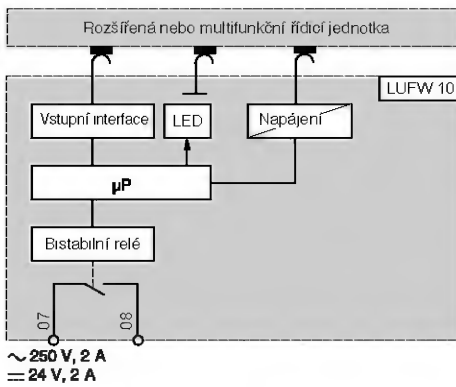 Rozšířená nebo multifunkční řídicí jednotka
LUFW 10
Vstupní interface
LED
Napájení
µP
Bistabilní relé
07
08
∼ 250 V, 2 A
⎓ 24 V, 2 A